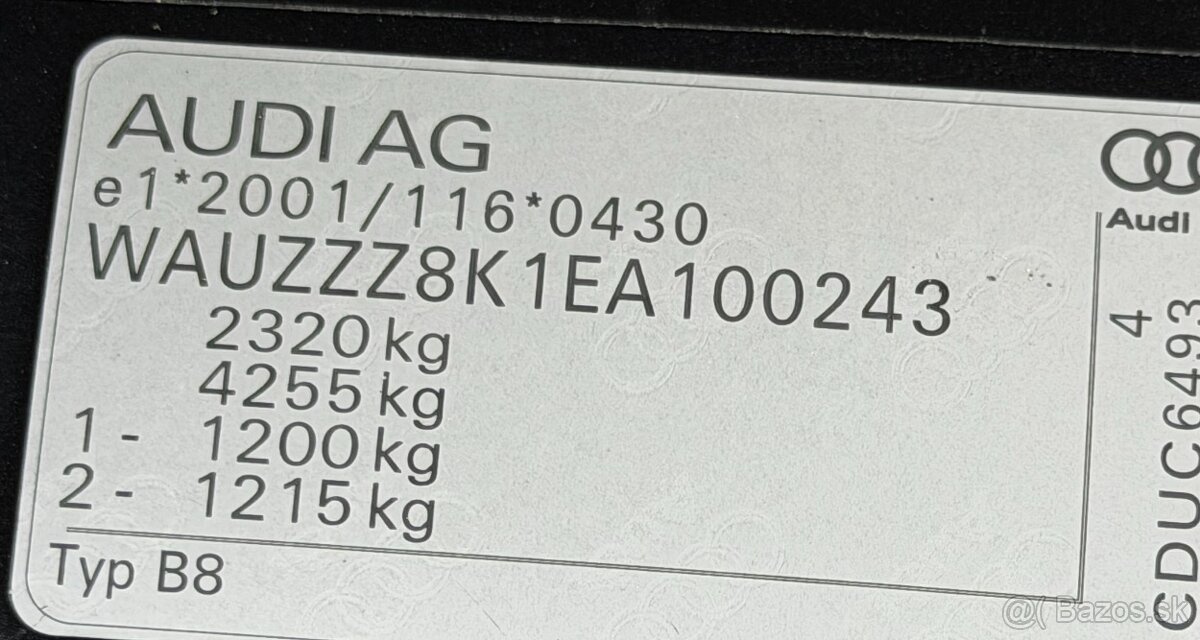 AUDI AG
e1*2001/116*0430
WAUZZZ8K1EA100243
2320 kg
4255 kg
1 - 1200 kg
2 - 1215 kg
Typ B8
Audi
4
CDUC6493
@( Bazos.sk